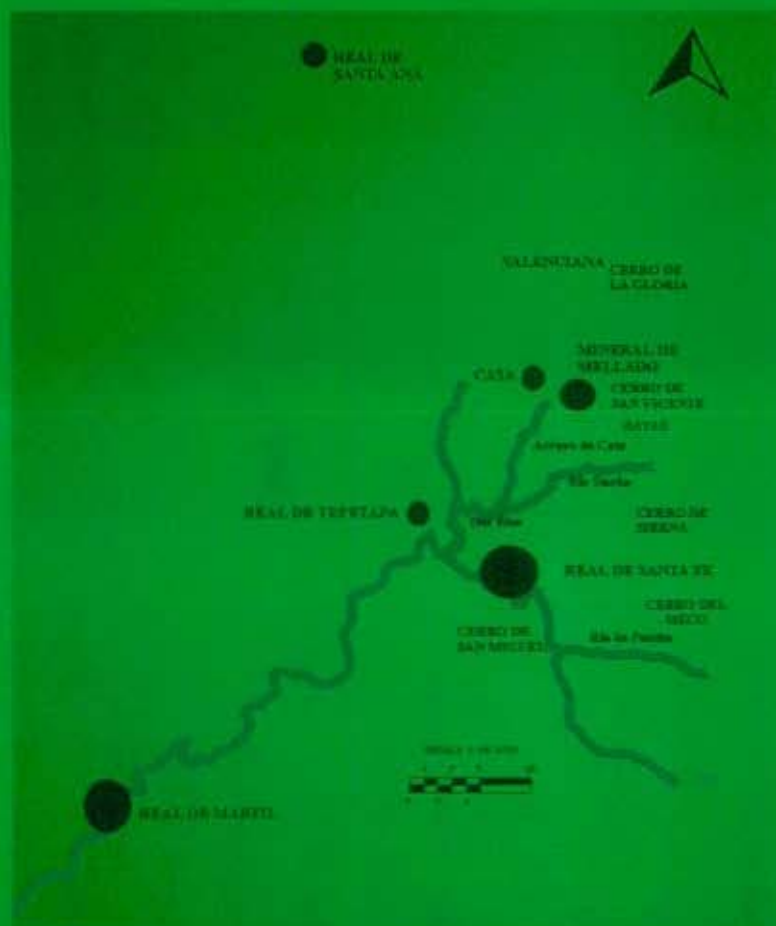 REAL DE
SANTA ANA
VALENCIANA
CERRO DE
LA GLORIA
MINERAL DE
MELLADO
CATA
CERRO DE
SAN VICENTE
RAYAS
Arroyo de Cata
REAL DE TEPETAPA
CERRO DE
SIRENA
REAL DE SANTA FE
CERRO DEL
MECO
CERRO DE
SAN MIGUEL
REAL DE MARFIL